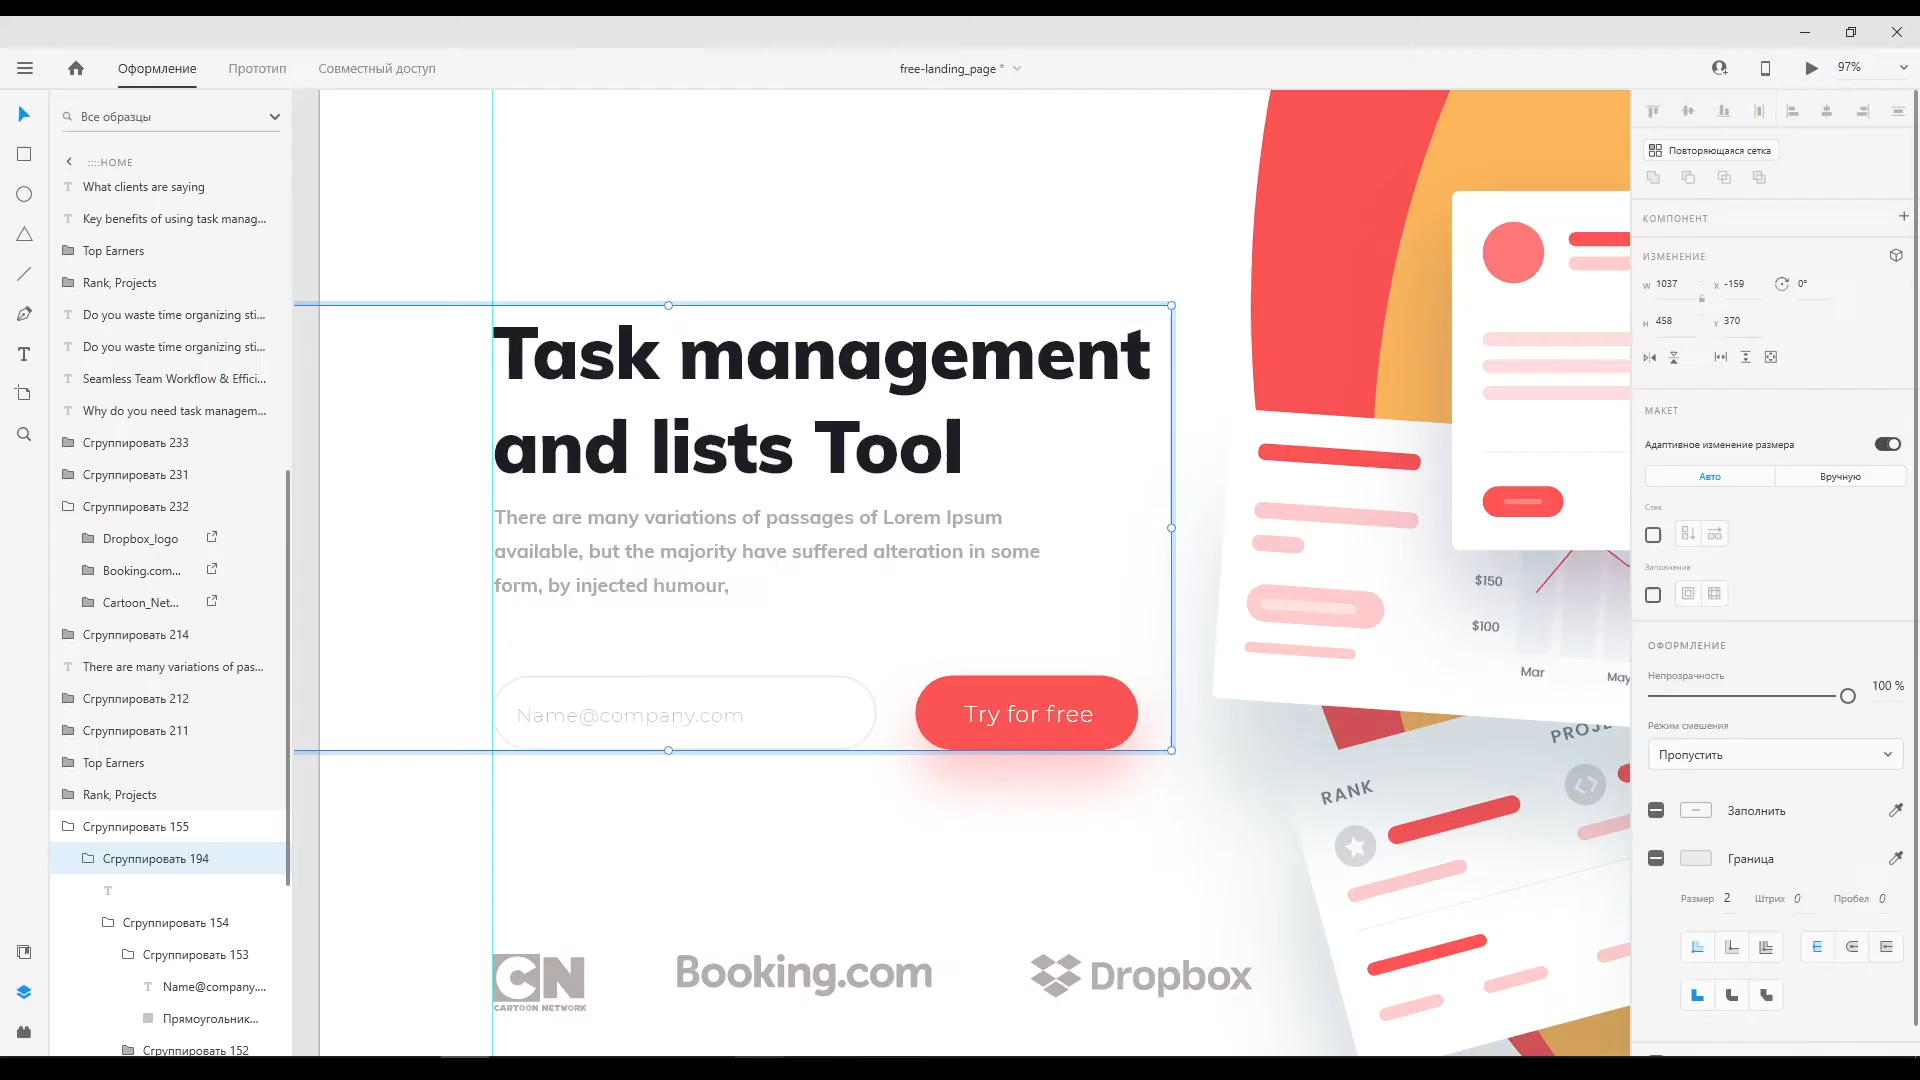 Оформление
Прототип
Совместный доступ
free-landing_page *
97%
Все образцы
::::HOME
What clients are saying
Key benefits of using task manag...
Top Earners
Rank, Projects
Do you waste time organizing sti...
Do you waste time organizing sti...
Seamless Team Workflow & Effici...
Why do you need task managem...
Сгруппировать 233
Сгруппировать 231
Сгруппировать 232
Dropbox_logo
Booking.com...
Cartoon_Net...
Сгруппировать 214
There are many variations of pas...
Сгруппировать 212
Сгруппировать 211
Top Earners
Rank, Projects
Сгруппировать 155
Сгруппировать 194
Сгруппировать 154
Сгруппировать 153
Name@company....
Прямоугольник...
Сгруппировать 152
Task management
and lists Tool
There are many variations of passages of Lorem Ipsum
available, but the majority have suffered alteration in some
form, by injected humour,
Name@company.com
Try for free
CN
CARTOON NETWORK
Booking.com
Dropbox
$150
$100
Mar
May
RANK
Повторяющаяся сетка
КОМПОНЕНТ
ИЗМЕНЕНИЕ
W 1037
X -159
0°
H 458
Y 370
МАКЕТ
Адаптивное изменение размера
Авто
Вручную
Стек
Заполнение
ОФОРМЛЕНИЕ
Непрозрачность
100 %
Режим смешения
Пропустить
Заполнить
Граница
Размер 2
Штрих 0
Пробел 0